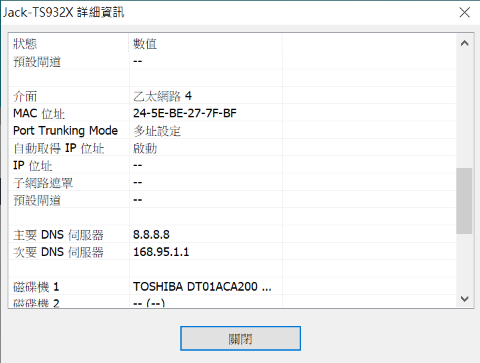 Jack-TS932X 詳細資訊
狀態 數值
預設閘道 --
介面 乙太網路 4
MAC 位址 24-5E-BE-27-7F-BF
Port Trunking Mode 多址設定
自動取得 IP 位址 啟動
IP 位址 --
子網路遮罩 --
預設閘道 --
主要 DNS 伺服器 8.8.8.8
次要 DNS 伺服器 168.95.1.1
磁碟機 1 TOSHIBA DT01ACA200 ...
磁碟機 2 -- (--)
關閉